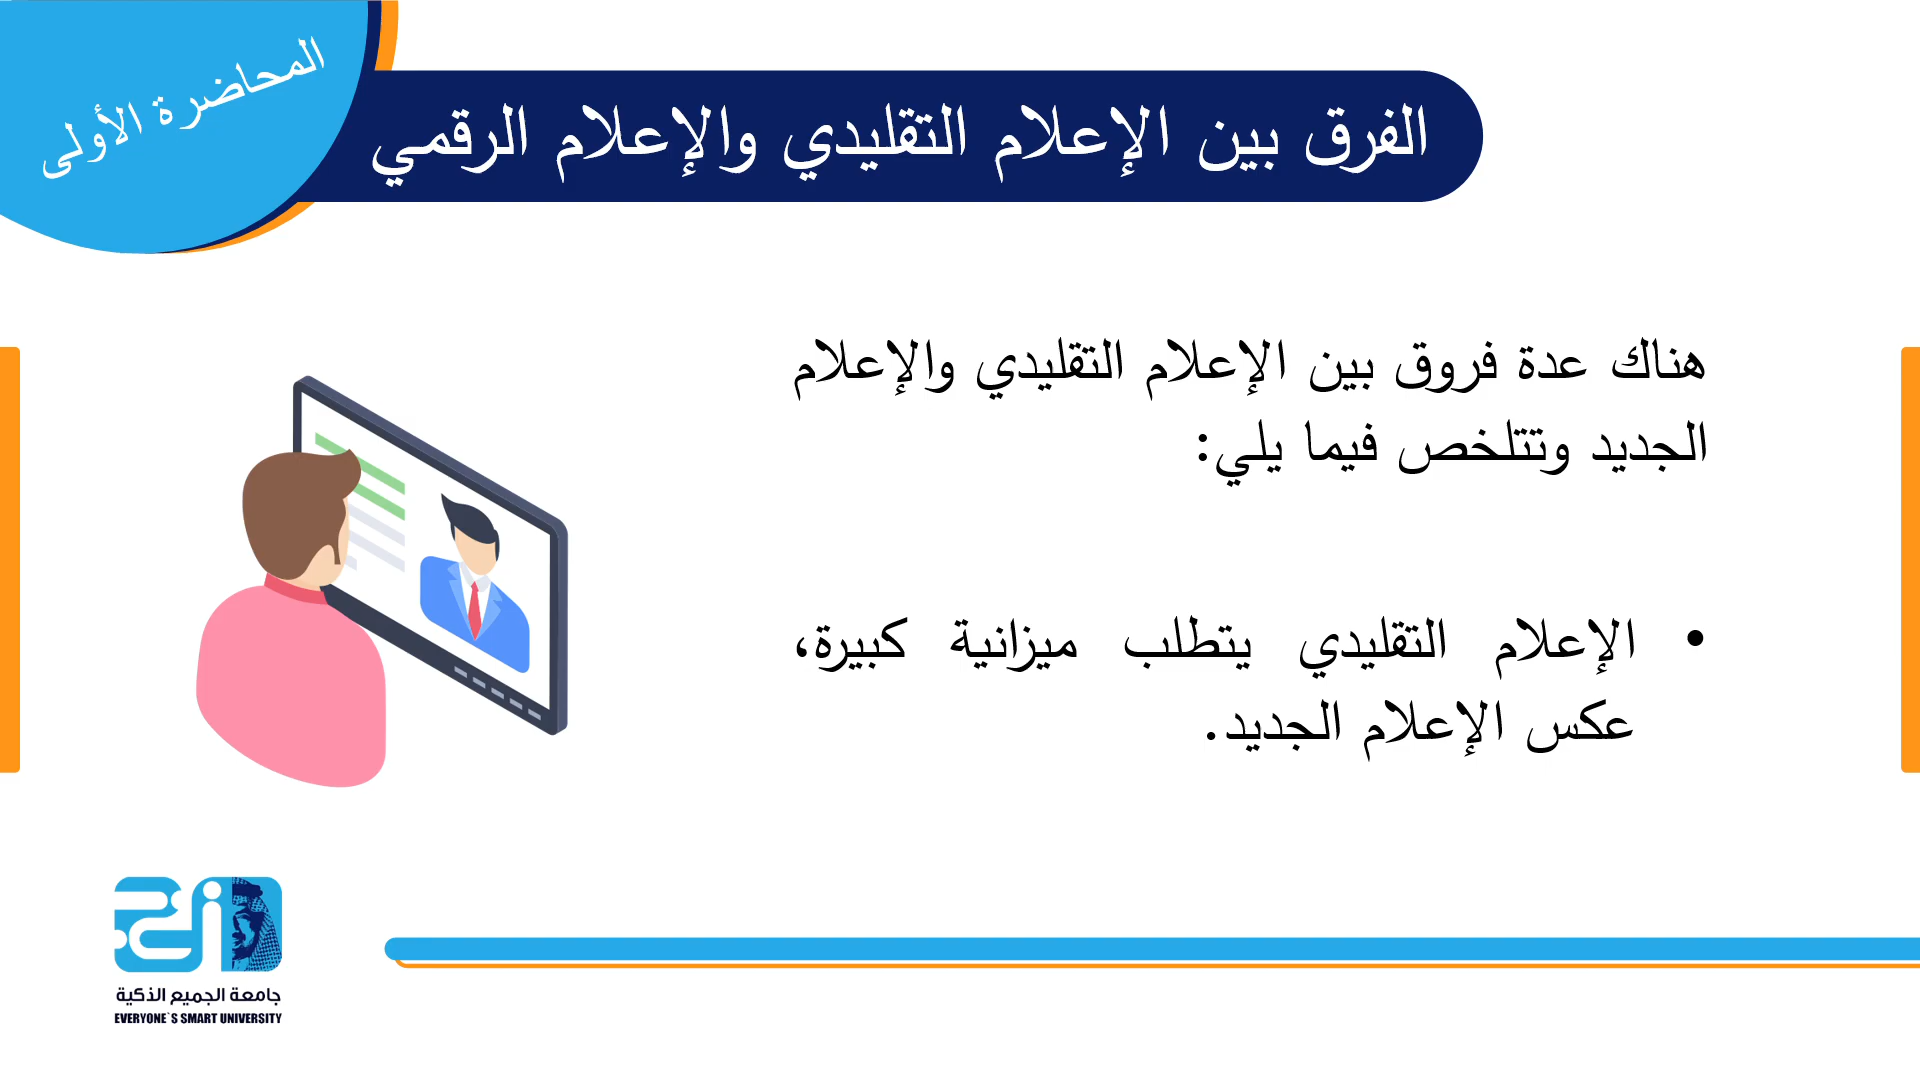 المحاضرة الأولى
الفرق بين الإعلام التقليدي والإعلام الرقمي
هناك عدة فروق بين الإعلام التقليدي والإعلام
الجديد وتتلخص فيما يلي:
• الإعلام التقليدي يتطلب ميزانية كبيرة،
عكس الإعلام الجديد.
جامعة الجميع الذكية
EVERYONE`S SMART UNIVERSITY